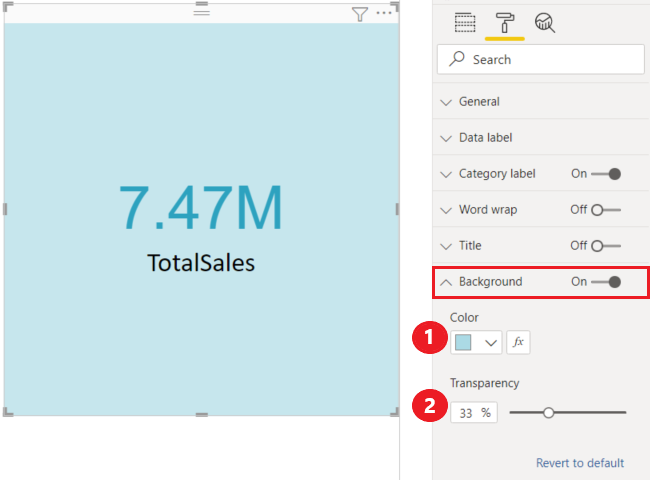 7.47M
TotalSales
Search
General
Data label
Category label On
Word wrap Off
Title Off
Background On
Color
1
fx
Transparency
2
33 %
Revert to default